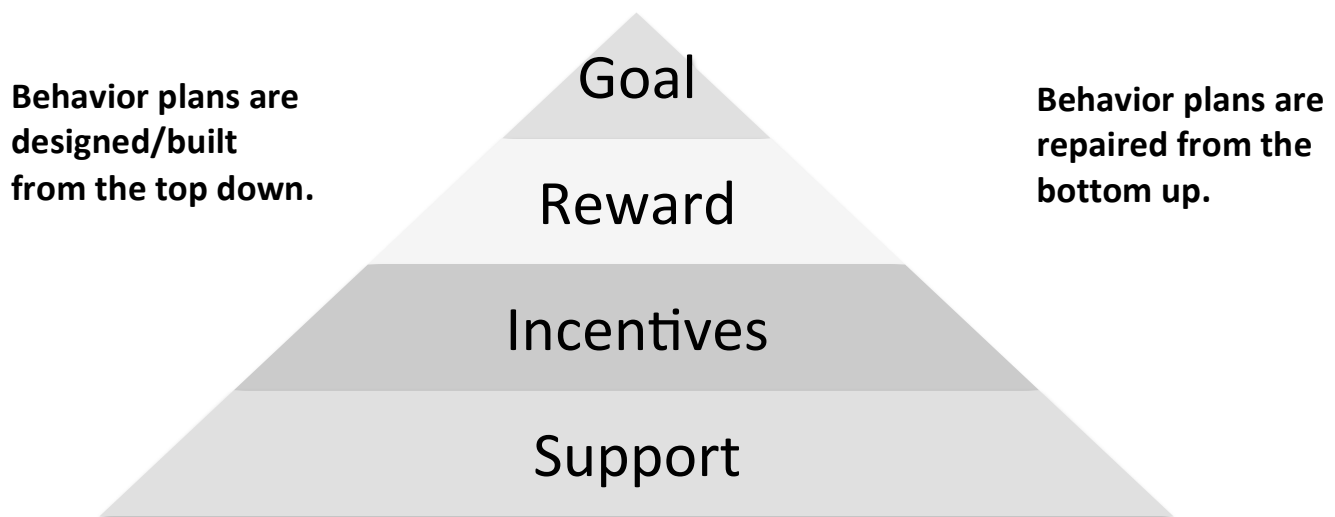 Behavior plans are
designed/built
from the top down.
Goal
Reward
Incentives
Support
Behavior plans are
repaired from the
bottom up.